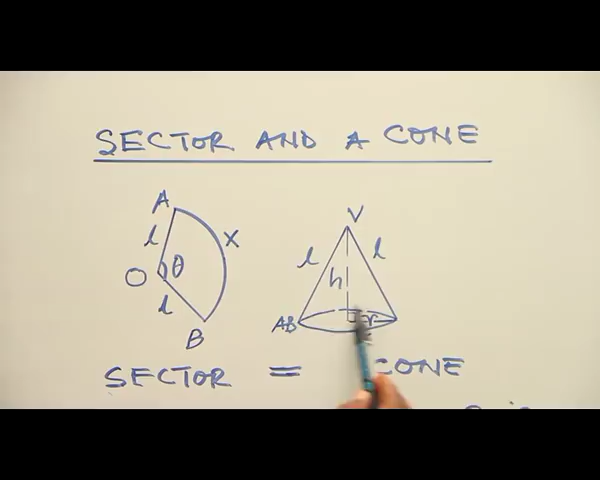 SECTOR AND A CONE
A
V
l
X
l
l
O
θ
h
l
AB
r
B
SECTOR = CONE